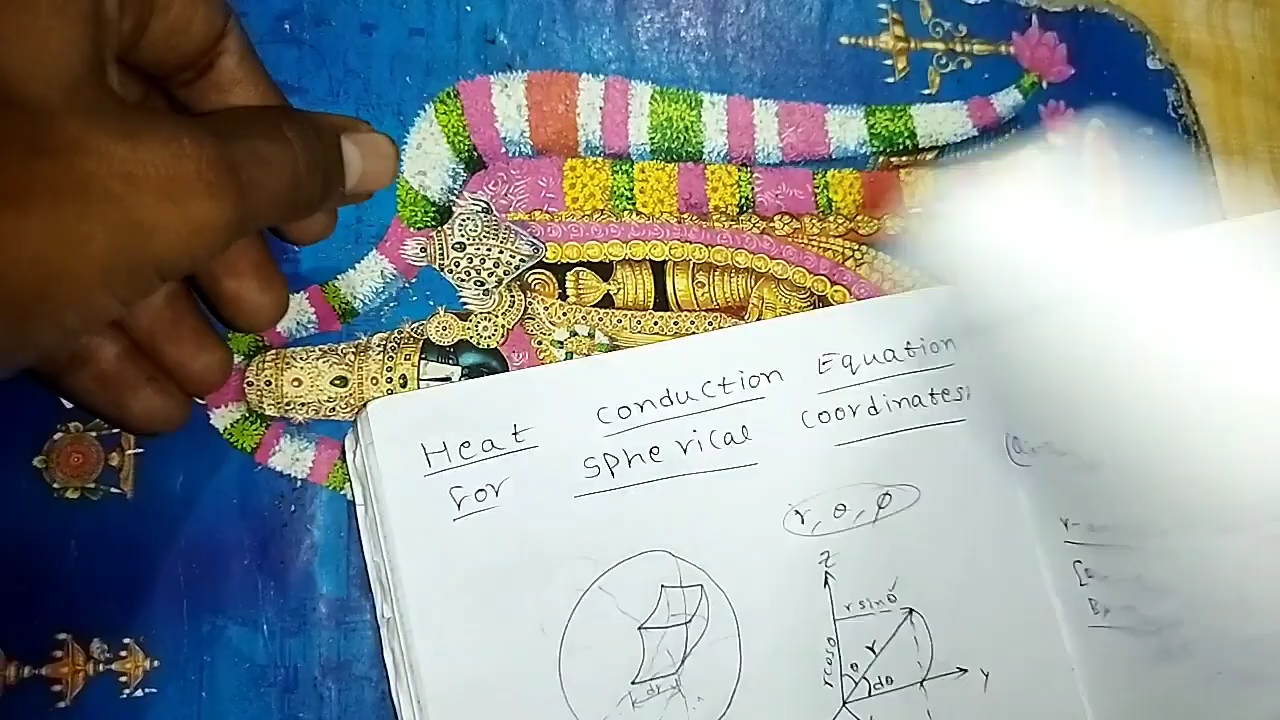 Heat conduction Equation
for spherical coordinates
r, θ, φ
z
r sinθ
r cosθ
r
θ
dθ
y
dr